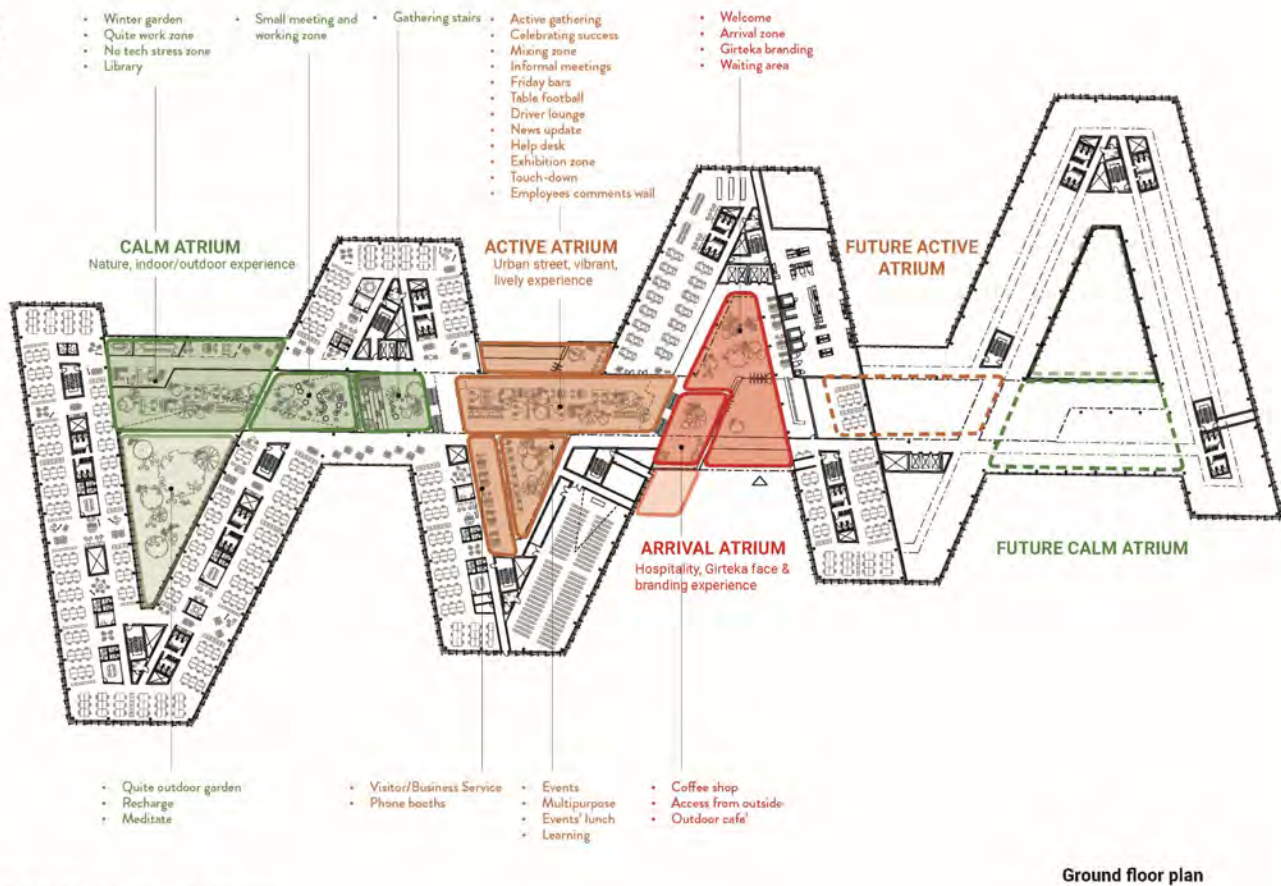 • Winter garden
• Quite work zone
• No tech stress zone
• Library
• Small meeting and
working zone
• Gathering stairs
• Active gathering
• Celebrating success
• Mixing zone
• Informal meetings
• Friday bars
• Table football
• Driver lounge
• News update
• Help desk
• Exhibition zone
• Touch-down
• Employees comments wall
• Welcome
• Arrival zone
• Girteka branding
• Waiting area
CALM ATRIUM
Nature, indoor/outdoor experience
ACTIVE ATRIUM
Urban street, vibrant,
lively experience
FUTURE ACTIVE
ATRIUM
ARRIVAL ATRIUM
Hospitality, Girteka face &
branding experience
FUTURE CALM ATRIUM
• Quite outdoor garden
• Recharge
• Meditate
• Visitor/Business Service
• Phone booths
• Events
• Multipurpose
• Events' lunch
• Learning
• Coffee shop
• Access from outside
• Outdoor cafe'
Ground floor plan